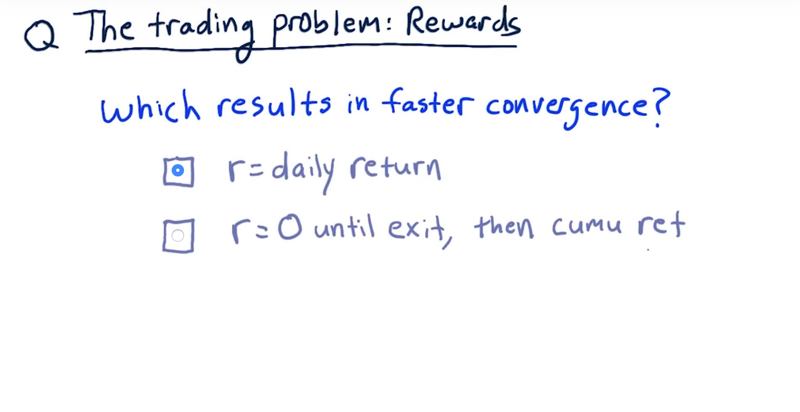 Q The trading problem: Rewards
Which results in faster convergence?
r=daily return
r=0 until exit, then cumu ret